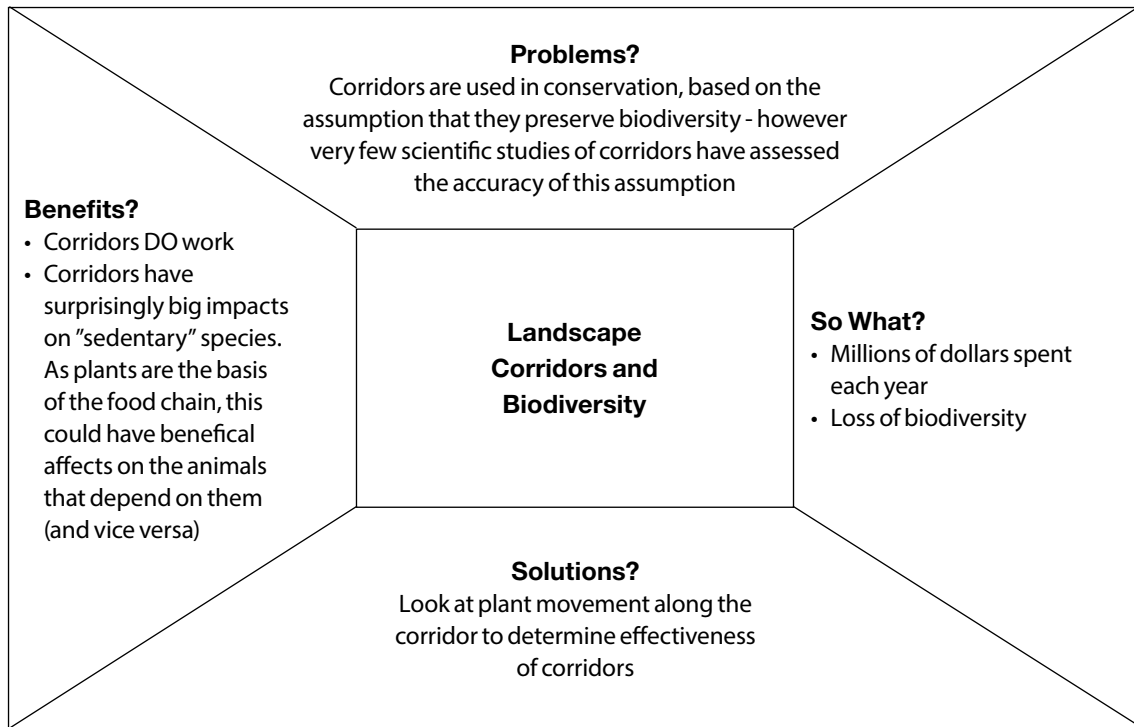 Problems?
Corridors are used in conservation, based on the
assumption that they preserve biodiversity - however
very few scientific studies of corridors have assessed
the accuracy of this assumption
Benefits?
• Corridors DO work
• Corridors have
surprisingly big impacts
on ”sedentary” species.
As plants are the basis
of the food chain, this
could have benefical
affects on the animals
that depend on them
(and vice versa)
Landscape
Corridors and
Biodiversity
So What?
• Millions of dollars spent
each year
• Loss of biodiversity
Solutions?
Look at plant movement along the
corridor to determine effectiveness
of corridors